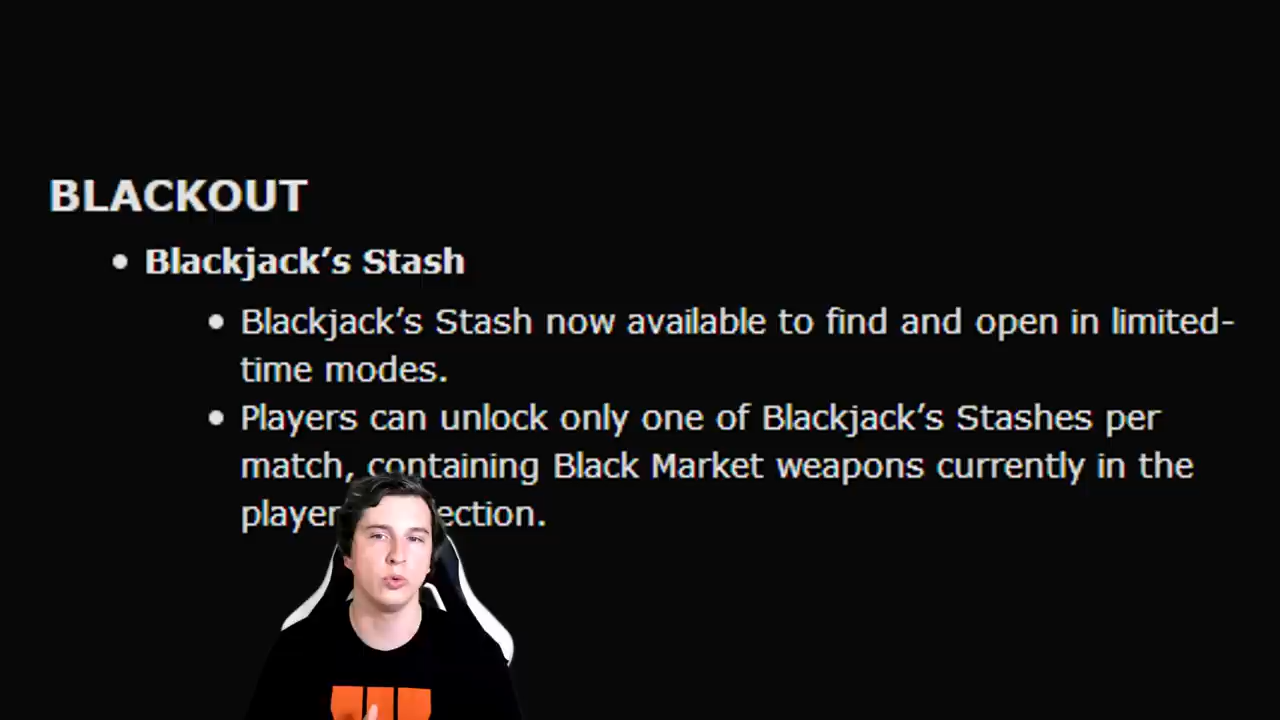 BLACKOUT
• Blackjack’s Stash
• Blackjack’s Stash now available to find and open in limited-
time modes.
• Players can unlock only one of Blackjack’s Stashes per
match, containing Black Market weapons currently in the